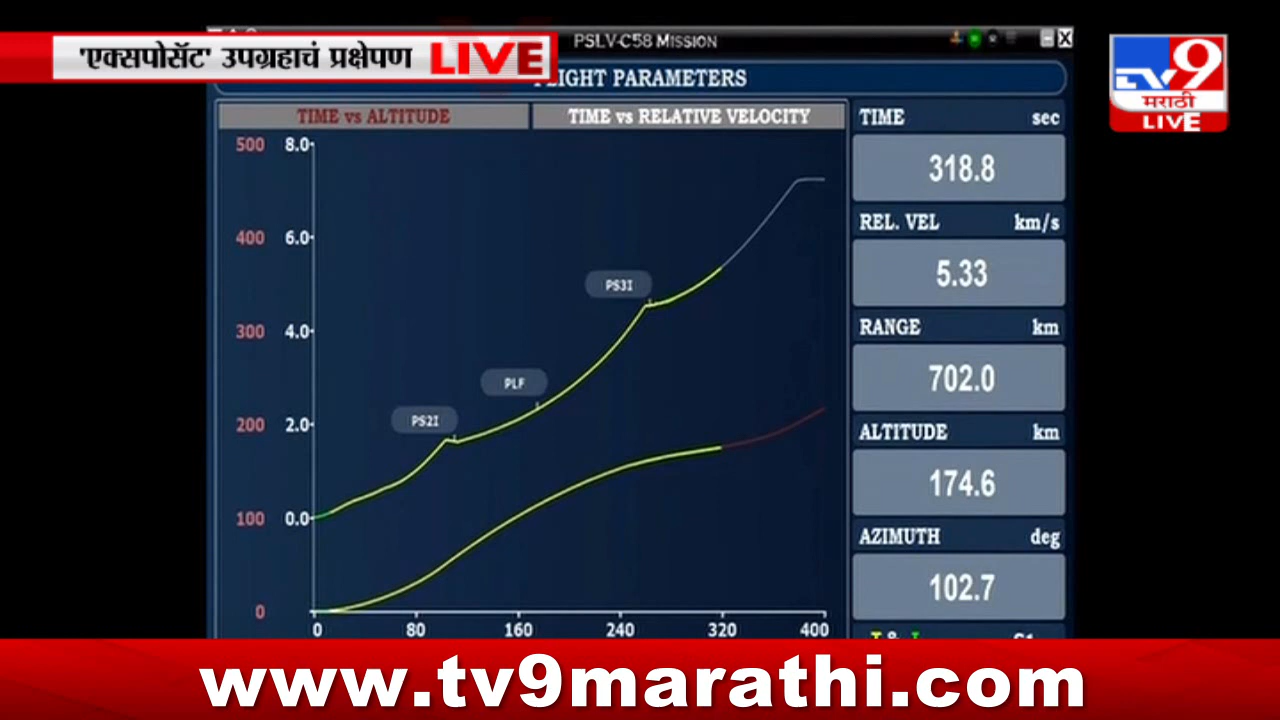 'एक्सपोसॅट' उपग्रहाचं प्रक्षेपण LIVE
PSLV-C58 MISSION
FLIGHT PARAMETERS
TV9
मराठी
LIVE
TIME vs ALTITUDE
TIME vs RELATIVE VELOCITY
500 8.0
400 6.0
300 4.0
200 2.0
100 0.0
0
PS3I
PLF
PS2I
0 80 160 240 320 400
TIME sec
318.8
REL. VEL km/s
5.33
RANGE km
702.0
ALTITUDE km
174.6
AZIMUTH deg
102.7
www.tv9marathi.com